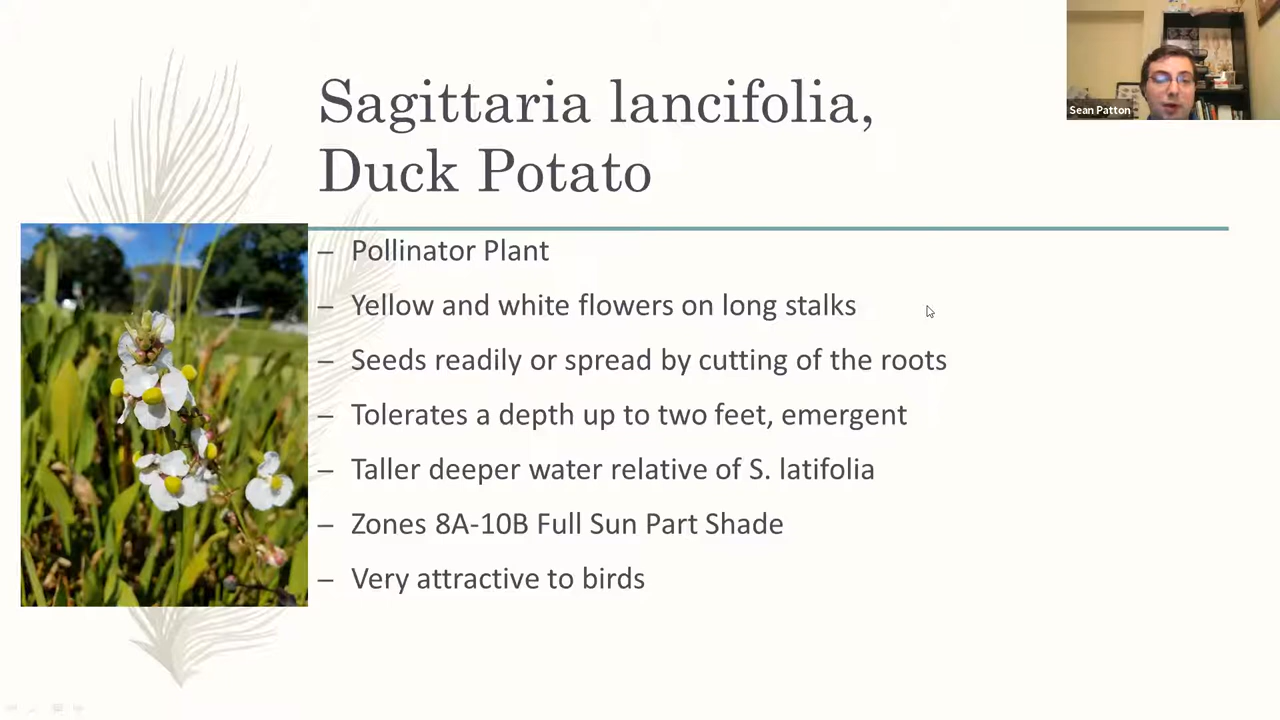 Sagittaria lancifolia,
Duck Potato
Sean Patton
– Pollinator Plant
– Yellow and white flowers on long stalks
– Seeds readily or spread by cutting of the roots
– Tolerates a depth up to two feet, emergent
– Taller deeper water relative of S. latifolia
– Zones 8A-10B Full Sun Part Shade
– Very attractive to birds